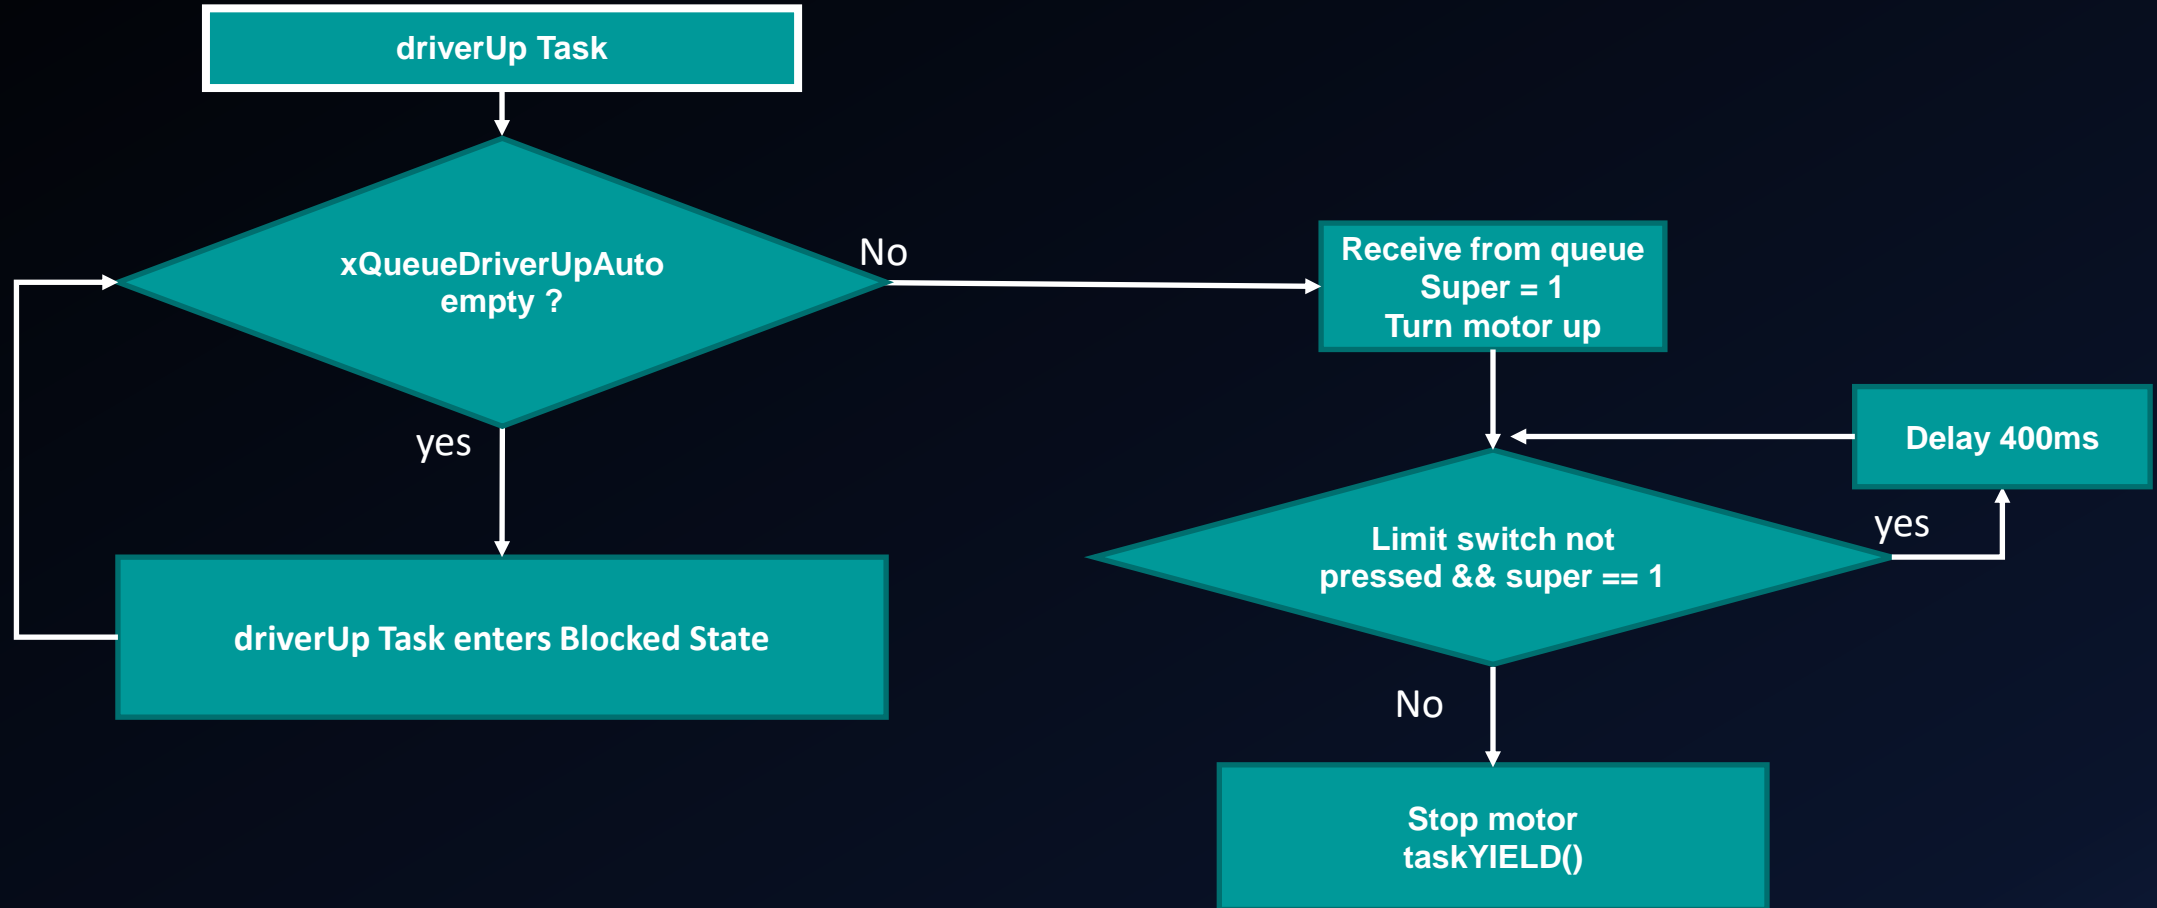 driverUp Task
xQueueDriverUpAuto
empty ?
No
yes
driverUp Task enters Blocked State
Receive from queue
Super = 1
Turn motor up
Delay 400ms
Limit switch not
pressed && super == 1
yes
No
Stop motor
taskYIELD()